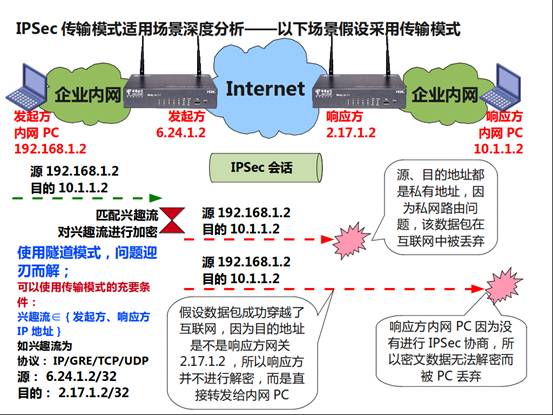 IPSec 传输模式适用场景深度分析——以下场景假设采用传输模式
企业内网
Internet
企业内网
发起方
内网 PC
192.168.1.2
发起方
6.24.1.2
响应方
2.17.1.2
响应方
内网 PC
10.1.1.2
IPSec 会话
源 192.168.1.2
目的 10.1.1.2
匹配兴趣流
对兴趣流进行加密
源 192.168.1.2
目的 10.1.1.2
源、目的地址都
是私有地址，因
为私网路由问
题，该数据包在
互联网中被丢弃
源 192.168.1.2
目的 10.1.1.2
使用隧道模式，问题迎
刃而解；
可以使用传输模式的充要条
件：
兴趣流∈ { 发起方、响应方
IP 地址 }
如兴趣流为
协议： IP/GRE/TCP/UDP
源： 6.24.1.2/32
目的： 2.17.1.2/32
假设数据包成功穿越了
互联网，因为目的地址
是不是响应方网关
2.17.1.2 ，所以响应方
并不进行解密，而是直
接转发给内网 PC
响应方内网 PC 因为没
有进行 IPSec 协商，所
以密文数据无法解密而
被 PC 丢弃